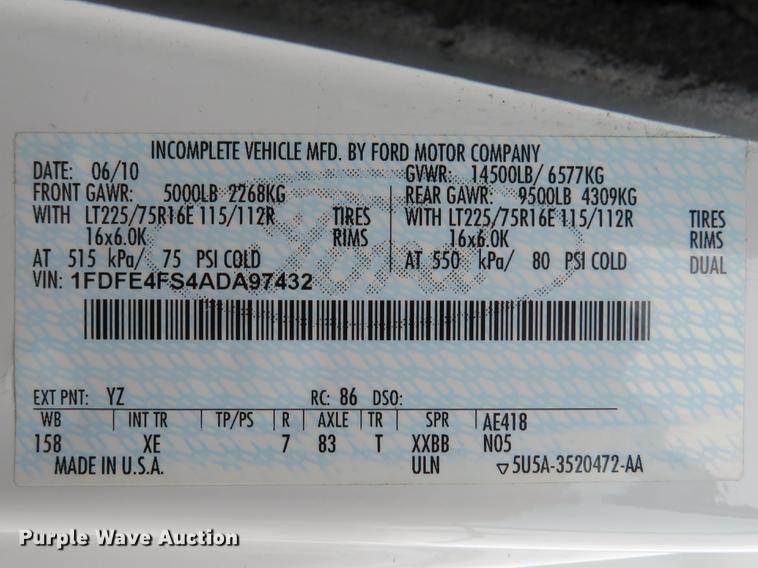 INCOMPLETE VEHICLE MFD. BY FORD MOTOR COMPANY
DATE: 06/10 GVWR: 14500LB/ 6577KG
FRONT GAWR: 5000LB 2268KG REAR GAWR: 9500LB 4309KG
WITH LT225/75R16E 115/112R TIRES WITH LT225/75R16E 115/112R TIRES
16x6.0K RIMS 16x6.0K RIMS
AT 515 kPa/ 75 PSI COLD AT 550 kPa/ 80 PSI COLD DUAL
VIN: 1FDFE4FS4ADA97432
EXT PNT: YZ RC: 86 DSO:
WB INT TR TP/PS R AXLE TR SPR AE418
158 XE 7 83 T XXBB N05
MADE IN U.S.A. ULN ▽5U5A-3520472-AA
Purple Wave Auction